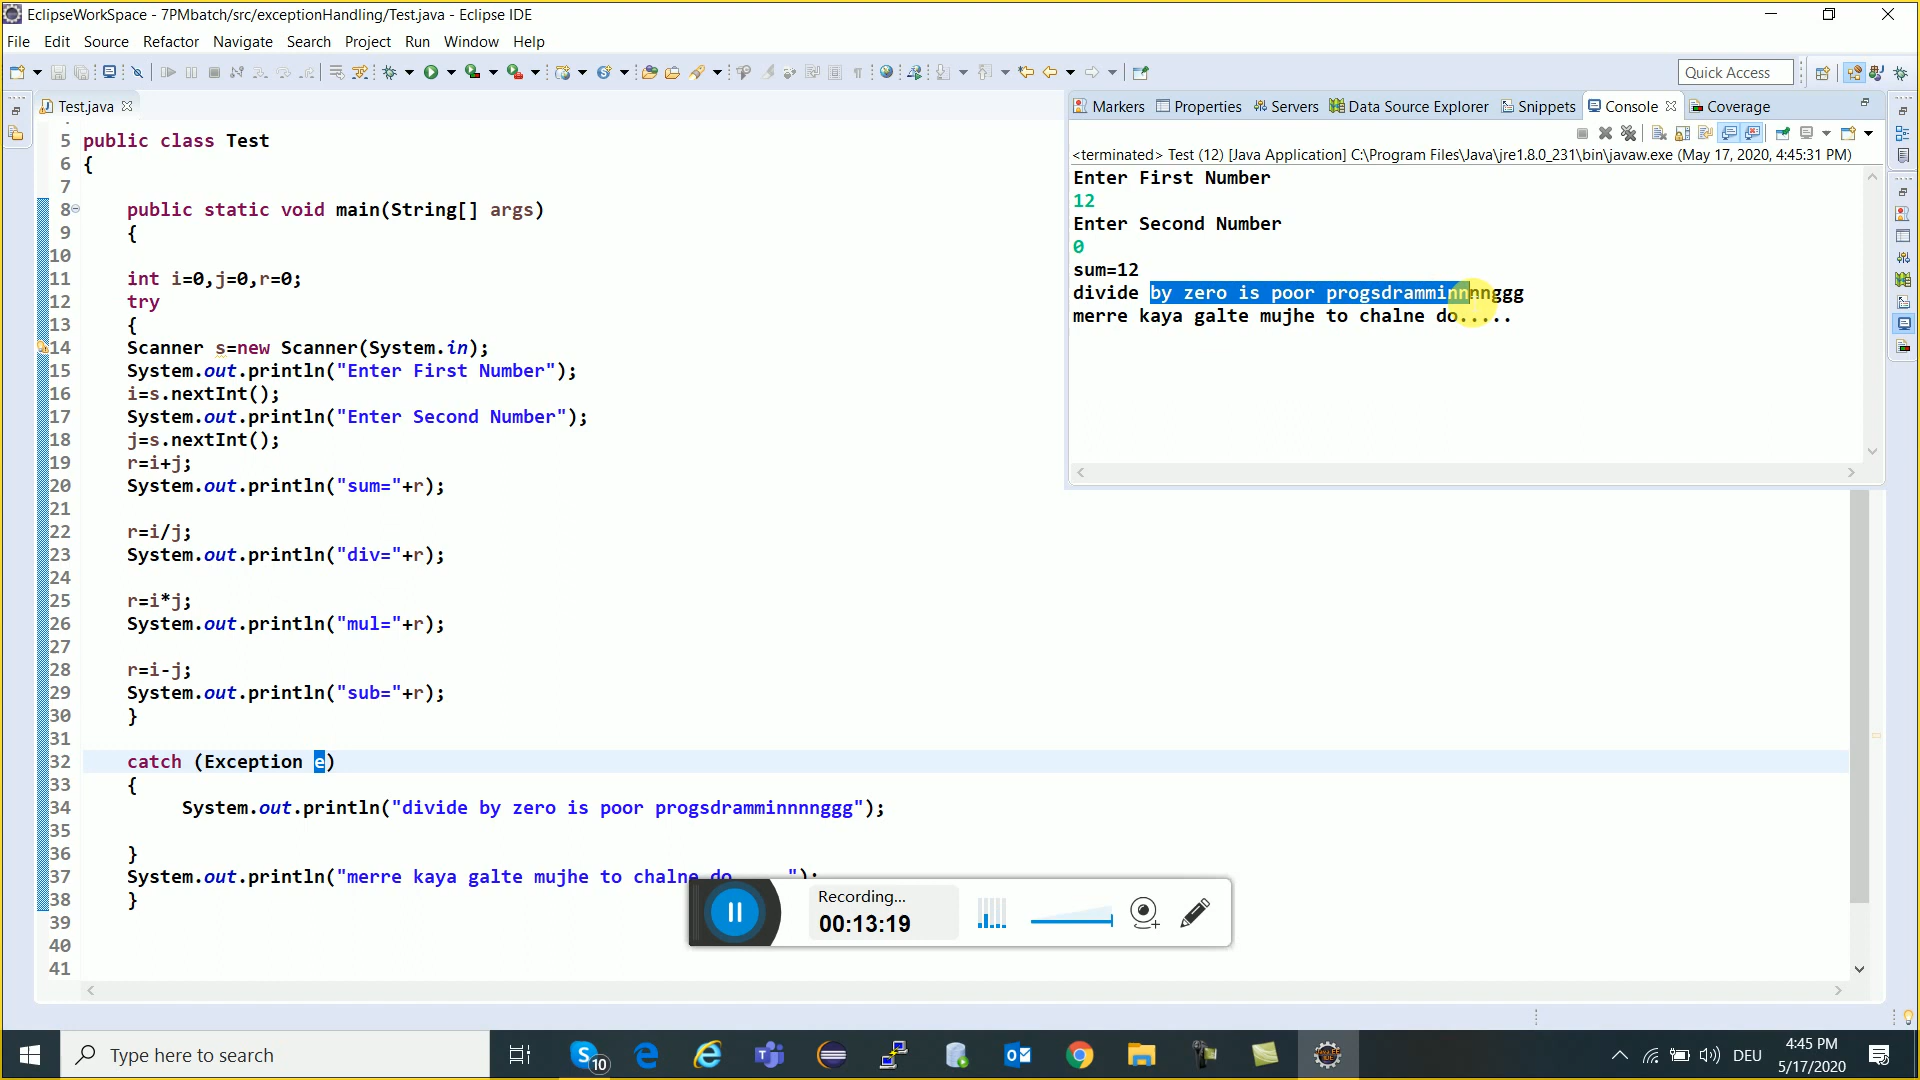 EclipseWorkSpace - 7PMbatch/src/exceptionHandling/Test.java - Eclipse IDE
File Edit Source Refactor Navigate Search Project Run Window Help
Quick Access
Test.java
Markers Properties Servers Data Source Explorer Snippets Console Coverage
<terminated> Test (12) [Java Application] C:\Program Files\Java\jre1.8.0_231\bin\javaw.exe (May 17, 2020, 4:45:31 PM)
Enter First Number
12
Enter Second Number
0
sum=12
divide by zero is poor progsdramminnnnggg
merre kaya galte mujhe to chalne do.....
5 public class Test
6 {
7
8 public static void main(String[] args)
9 {
10
11 int i=0,j=0,r=0;
12 try
13 {
14 Scanner s=new Scanner(System.in);
15 System.out.println("Enter First Number");
16 i=s.nextInt();
17 System.out.println("Enter Second Number");
18 j=s.nextInt();
19 r=i+j;
20 System.out.println("sum="+r);
21
22 r=i/j;
23 System.out.println("div="+r);
24
25 r=i*j;
26 System.out.println("mul="+r);
27
28 r=i-j;
29 System.out.println("sub="+r);
30 }
31
32 catch (Exception e)
33 {
34 System.out.println("divide by zero is poor progsdramminnnnggg");
35
36 }
37 System.out.println("merre kaya galte mujhe to chalne do ");
38 }
39
40
41
Recording...
00:13:19
Type here to search
10
DEU
4:45 PM
5/17/2020